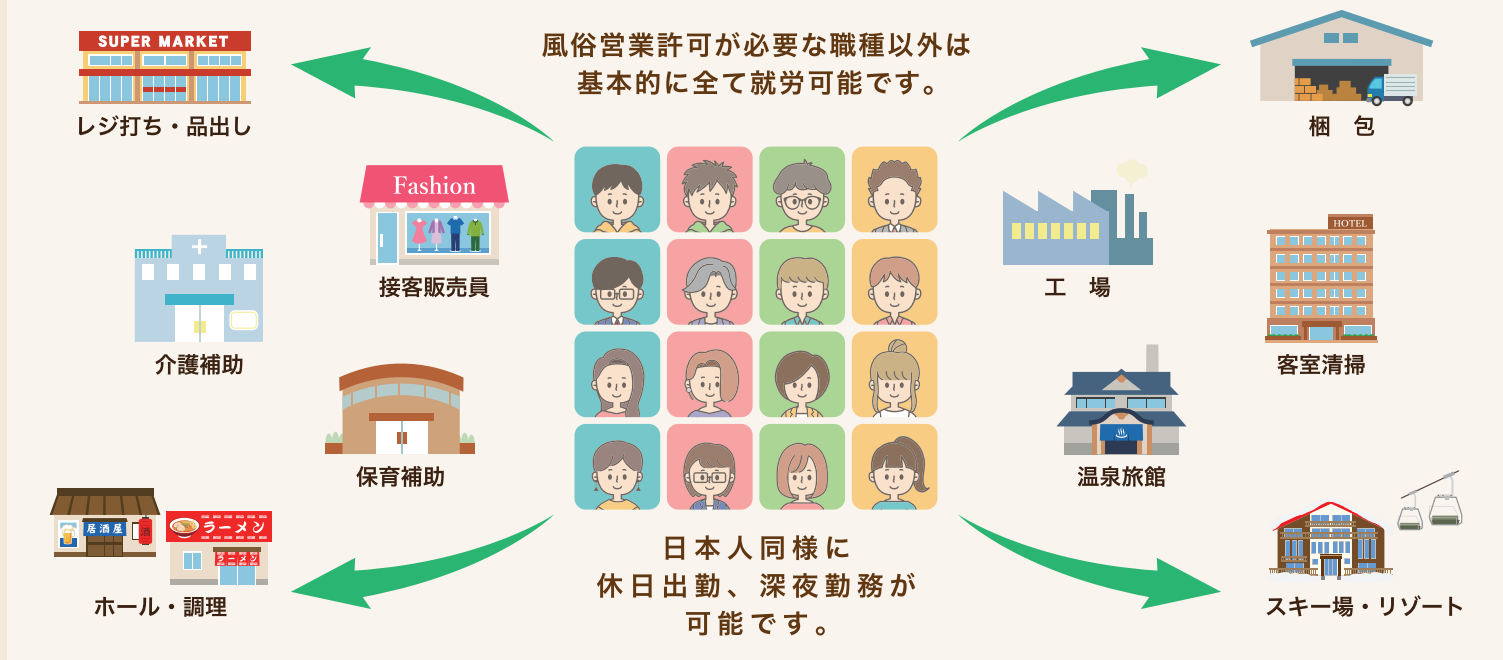 風俗営業許可が必要な職種以外は
基本的に全て就労可能です。
SUPER MARKET
レジ打ち・品出し
Fashion
接客販売員
介護補助
保育補助
居酒屋
酒
ラーメン
ラーメン
ホール・調理
梱　包
工　場
HOTEL
客室清掃
温泉旅館
スキー場・リゾート
日本人同様に
休日出勤、深夜勤務が
可能です。